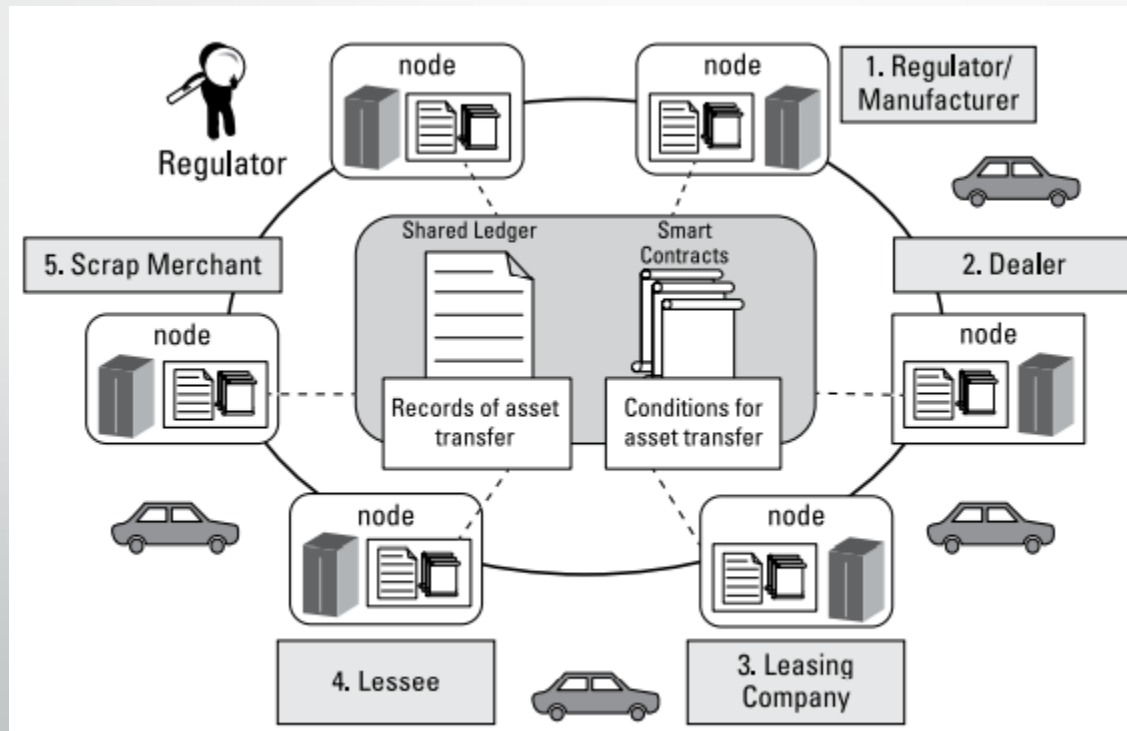 node
node
1. Regulator/
Manufacturer
Regulator
Shared Ledger
Smart
Contracts
5. Scrap Merchant
2. Dealer
node
node
Records of asset
transfer
Conditions for
asset transfer
node
node
4. Lessee
3. Leasing
Company